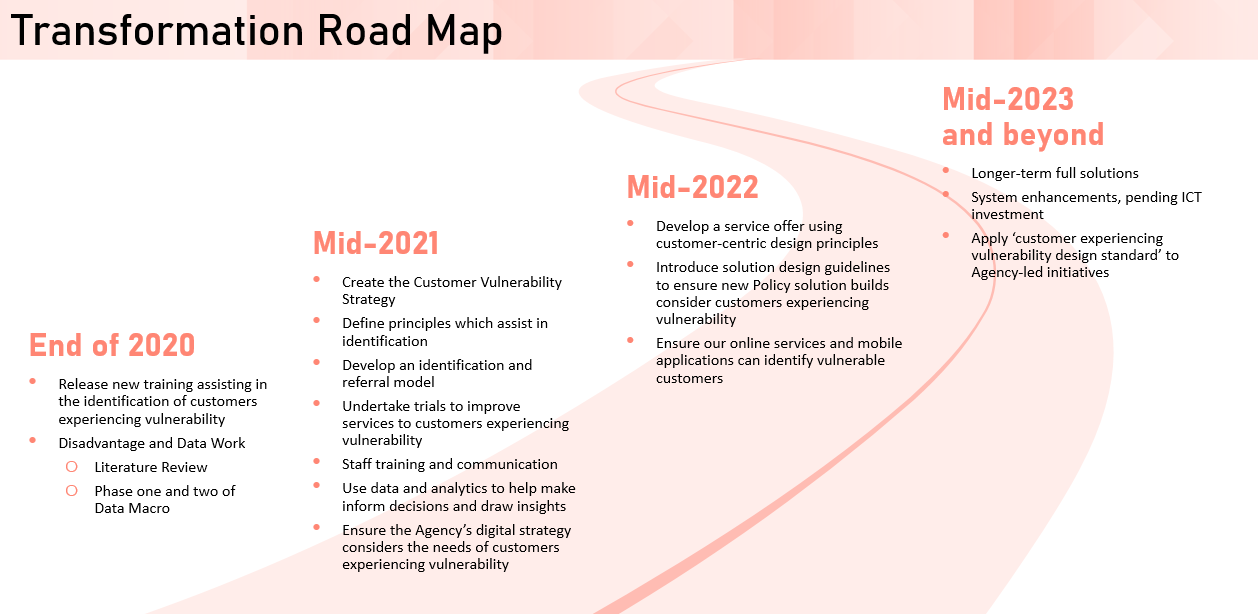 Transformation Road Map
End of 2020
• Release new training assisting in
the identification of customers
experiencing vulnerability
• Disadvantage and Data Work
o Literature Review
o Phase one and two of
Data Macro
Mid-2021
• Create the Customer Vulnerability
Strategy
• Define principles which assist in
identification
• Develop an identification and
referral model
• Undertake trials to improve
services to customers experiencing
vulnerability
• Staff training and communication
• Use data and analytics to help make
inform decisions and draw insights
• Ensure the Agency’s digital strategy
considers the needs of customers
experiencing vulnerability
Mid-2022
• Develop a service offer using
customer-centric design principles
• Introduce solution design guidelines
to ensure new Policy solution builds
consider customers experiencing
vulnerability
• Ensure our online services and mobile
applications can identify vulnerable
customers
Mid-2023
and beyond
• Longer-term full solutions
• System enhancements, pending ICT
investment
• Apply ‘customer experiencing
vulnerability design standard’ to
Agency-led initiatives